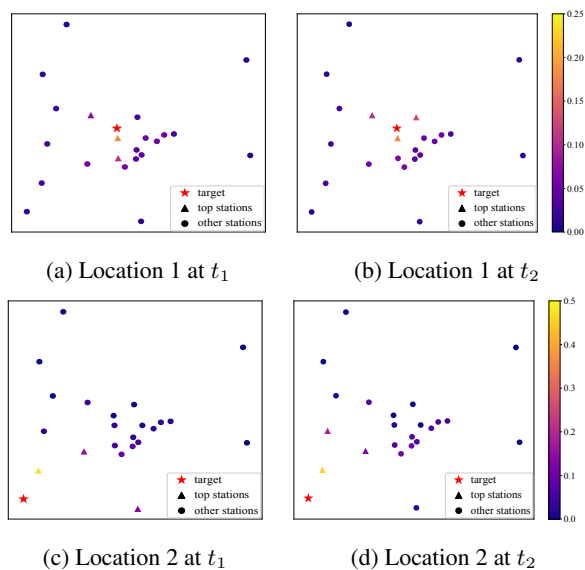 target
top stations
other stations
target
top stations
other stations
0.25
0.20
0.15
0.10
0.05
0.00
(a) Location 1 at t₁
(b) Location 1 at t₂
target
top stations
other stations
target
top stations
other stations
0.5
0.4
0.3
0.2
0.1
0.0
(c) Location 2 at t₁
(d) Location 2 at t₂